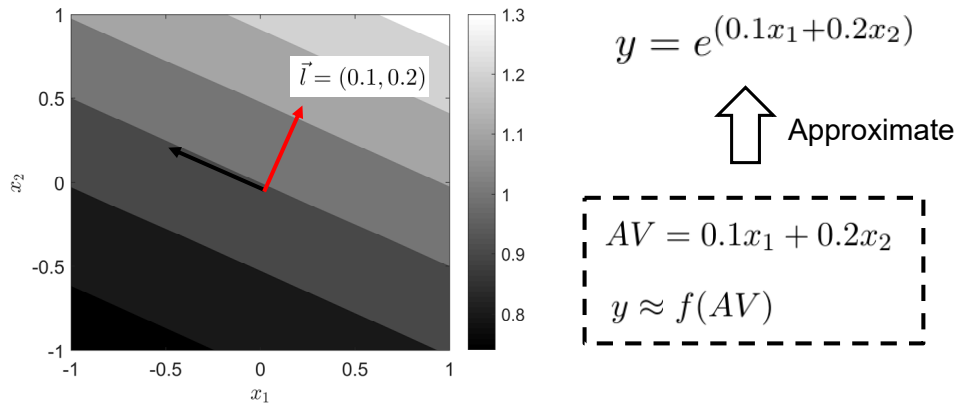 1
0.5
0
-0.5
-1
x₂
-1
-0.5
0
0.5
1
x₁
l⃗ = (0.1, 0.2)
1.3
1.2
1.1
1
0.9
0.8
y = e^(0.1x₁+0.2x₂)
Approximate
AV = 0.1x₁ + 0.2x₂
y ≈ f(AV)